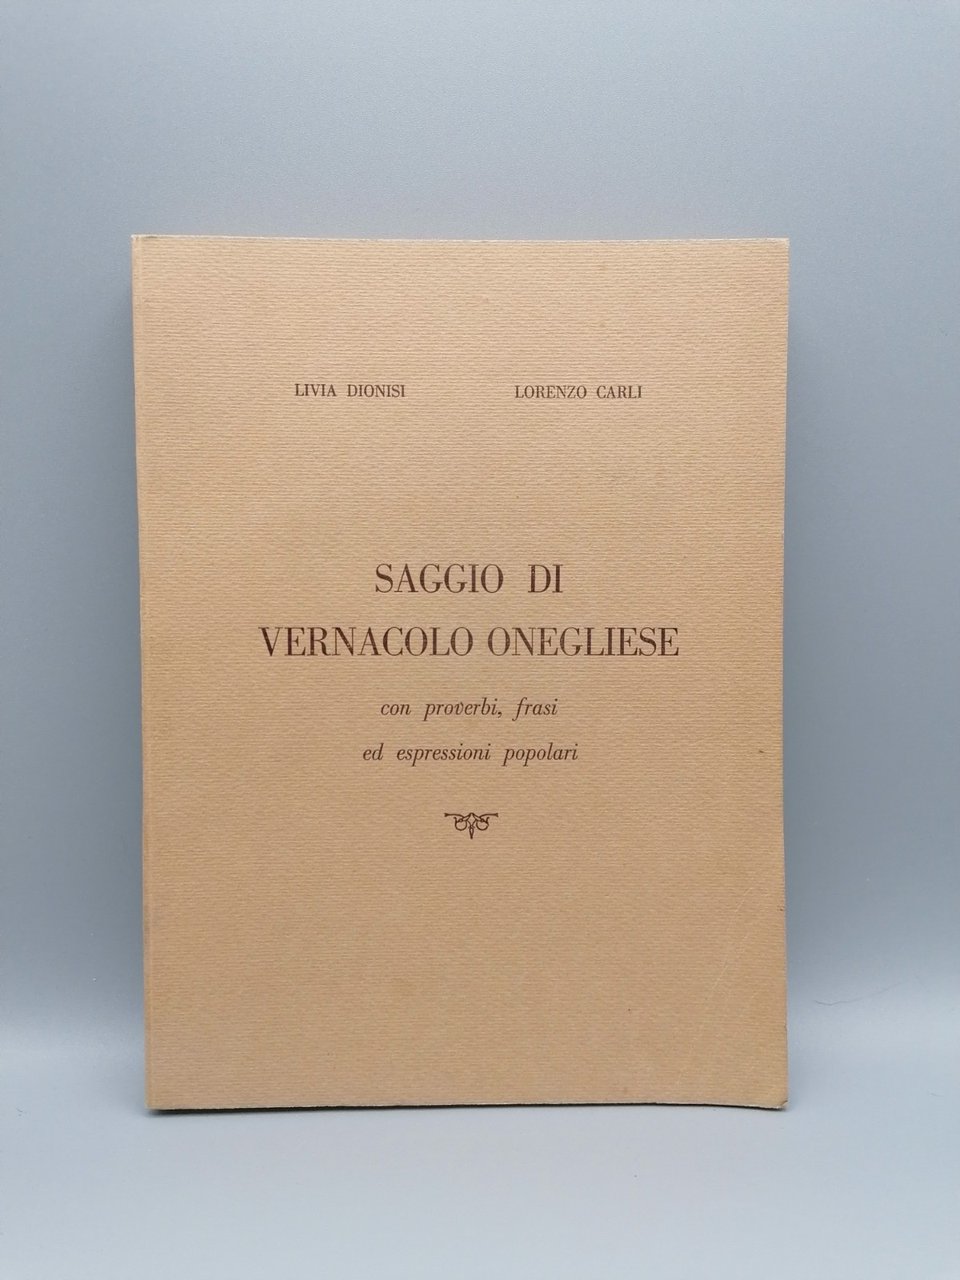 LIVIA DIONISI LORENZO CARLI
SAGGIO DI
VERNACOLO ONEGLIESE
con proverbi, frasi
ed espressioni popolari